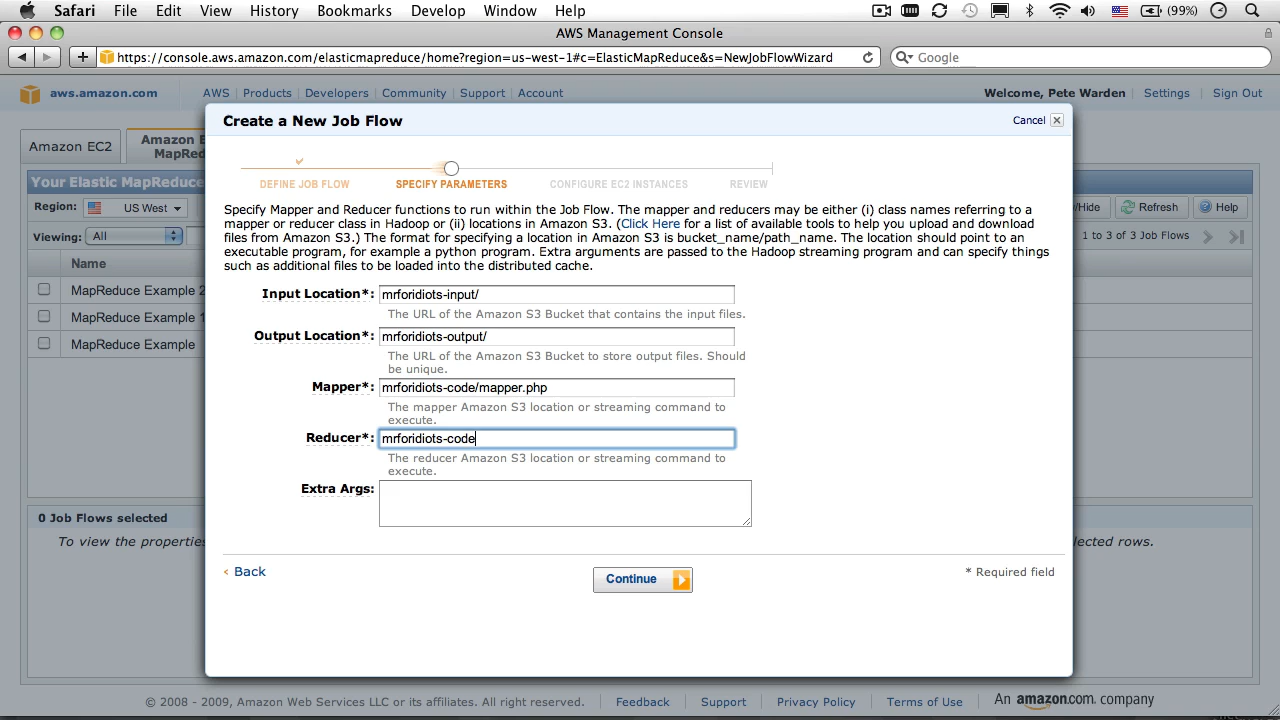 Safari File Edit View History Bookmarks Develop Window Help (99%)
AWS Management Console
https://console.aws.amazon.com/elasticmapreduce/home?region=us-west-1#c=ElasticMapReduce&s=NewJobFlowWizard
Google
aws.amazon.com AWS Products Developers Community Support Account Welcome, Pete Warden Settings Sign Out
Create a New Job Flow Cancel
Amazon EC2
Amazon E
MapRed
DEFINE JOB FLOW SPECIFY PARAMETERS CONFIGURE EC2 INSTANCES REVIEW
Your Elastic MapReduce
Region: US West /Hide Refresh Help
Viewing: All 1 to 3 of 3 Job Flows
Name
MapReduce Example 2
MapReduce Example 1
MapReduce Example
Specify Mapper and Reducer functions to run within the Job Flow. The mapper and reducers may be either (i) class names referring to a
mapper or reducer class in Hadoop or (ii) locations in Amazon S3. (Click Here for a list of available tools to help you upload and download
files from Amazon S3.) The format for specifying a location in Amazon S3 is bucket_name/path_name. The location should point to an
executable program, for example a python program. Extra arguments are passed to the Hadoop streaming program and can specify things
such as additional files to be loaded into the distributed cache.
Input Location*: mrforidiots-input/
The URL of the Amazon S3 Bucket that contains the input files.
Output Location*: mrforidiots-output/
The URL of the Amazon S3 Bucket to store output files. Should
be unique.
Mapper*: mrforidiots-code/mapper.php
The mapper Amazon S3 location or streaming command to
execute.
Reducer*: mrforidiots-code
The reducer Amazon S3 location or streaming command to
execute.
Extra Args:
0 Job Flows selected
To view the properties
lected rows.
< Back Continue * Required field
© 2008 - 2009, Amazon Web Services LLC or its affiliates. All right reserved. Feedback Support Privacy Policy Terms of Use An amazon.com. company